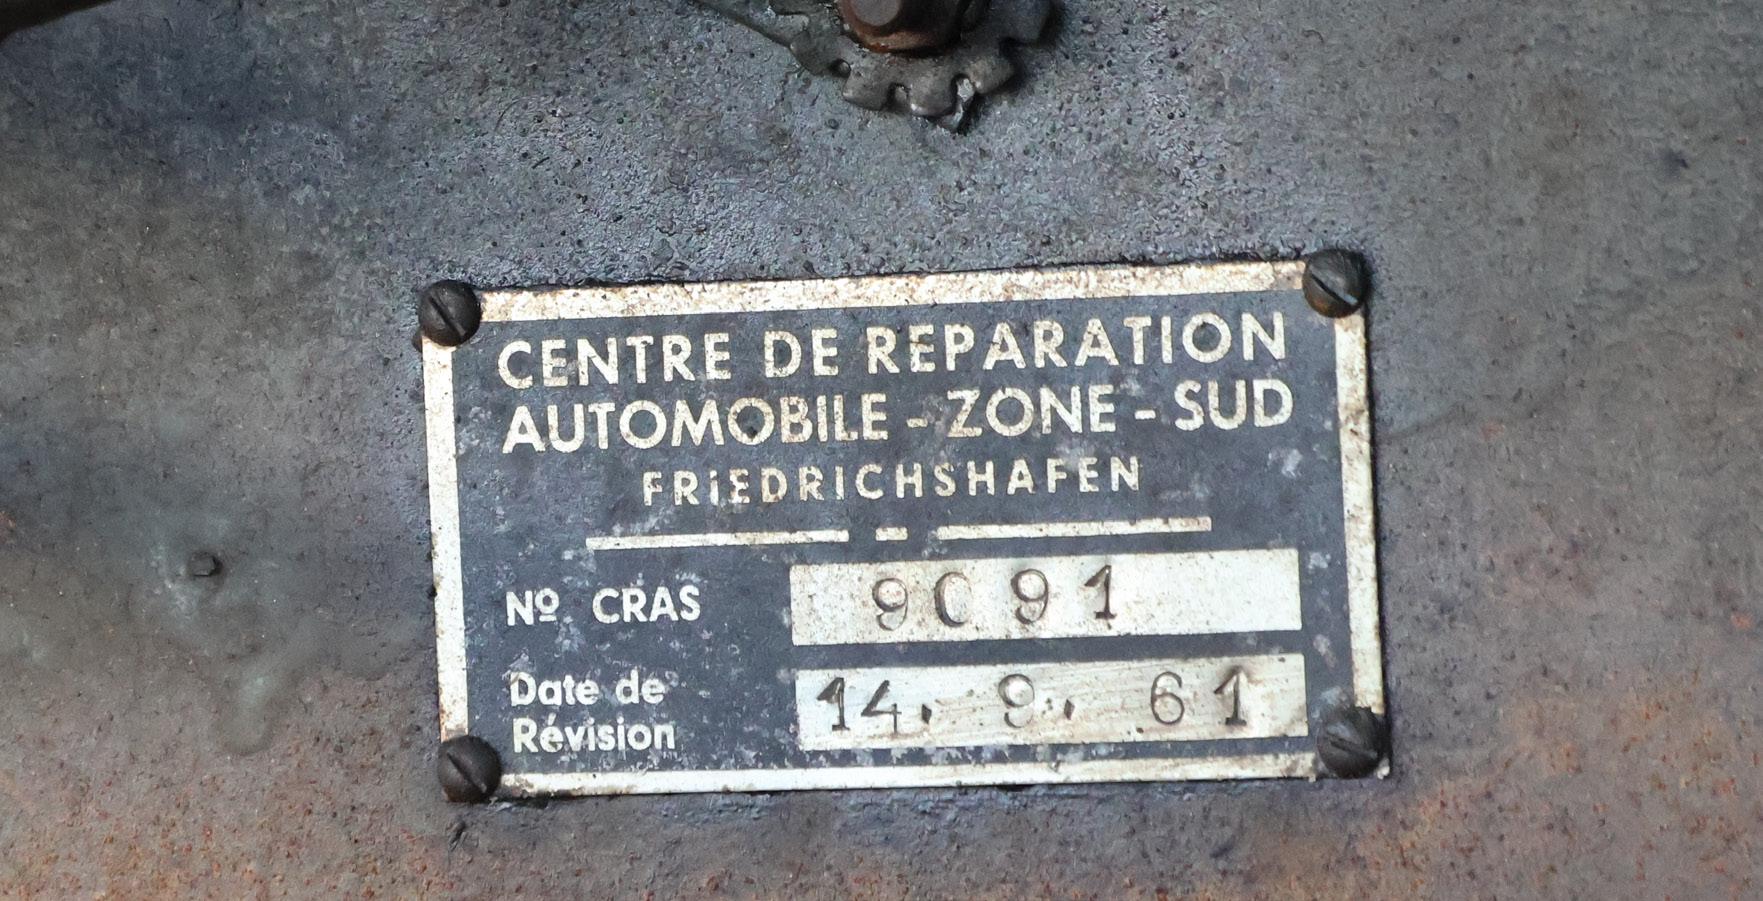 CENTRE DE REPARATION
AUTOMOBILE - ZONE - SUD
FRIEDRICHSHAFEN
Nº CRAS 9091
Date de
Révision 14. 9. 61